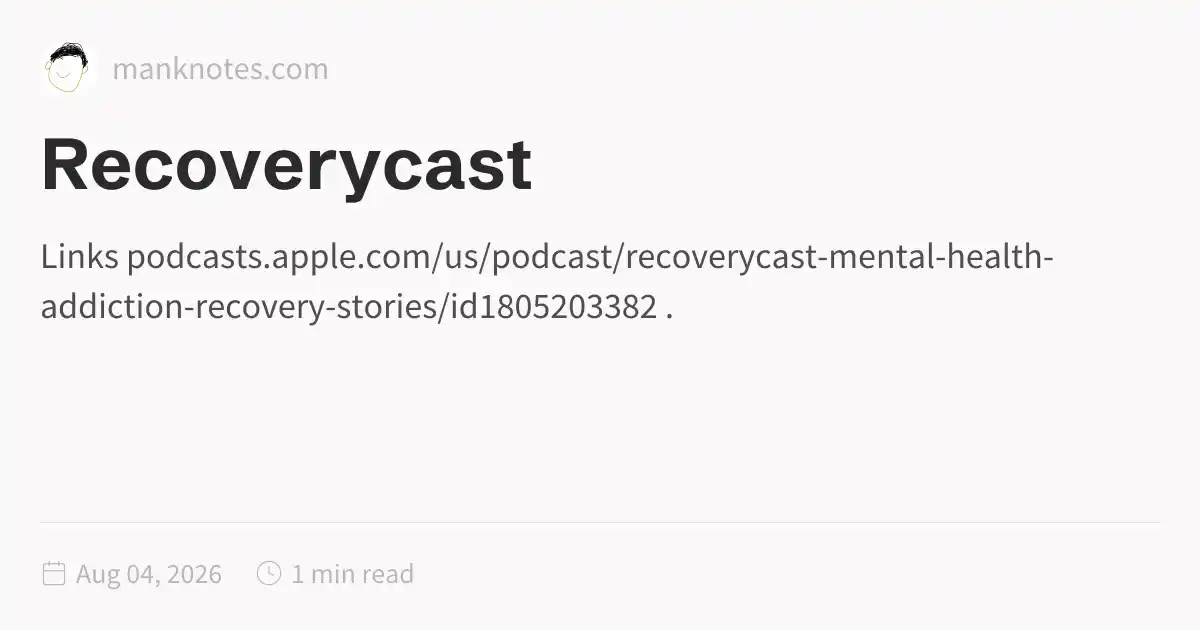 manknotes.com
Recoverycast
Links podcasts.apple.com/us/podcast/recoverycast-mental-health-
addiction-recovery-stories/id1805203382 .
Aug 04, 2026 1 min read